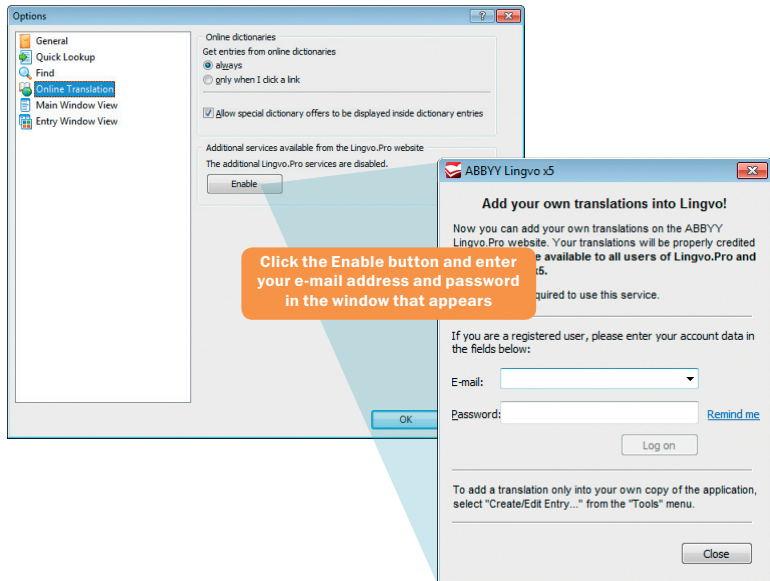 Options
General
Quick Lookup
Find
Online Translation
Main Window View
Entry Window View
Online dictionaries
Get entries from online dictionaries
always
only when I click a link
Allow special dictionary offers to be displayed inside dictionary entries
Additional services available from the Lingvo.Pro website
The additional Lingvo.Pro services are disabled.
Enable
OK
Click the Enable button and enter
your e-mail address and password
in the window that appears
ABBYY Lingvo x5
Add your own translations into Lingvo!
Now you can add your own translations on the ABBYY
Lingvo.Pro website. Your translations will be properly credited
e available to all users of Lingvo.Pro and
x5.
quired to use this service.
If you are a registered user, please enter your account data in
the fields below:
E-mail:
Password:
Remind me
Log on
To add a translation only into your own copy of the application,
select "Create/Edit Entry..." from the "Tools" menu.
Close